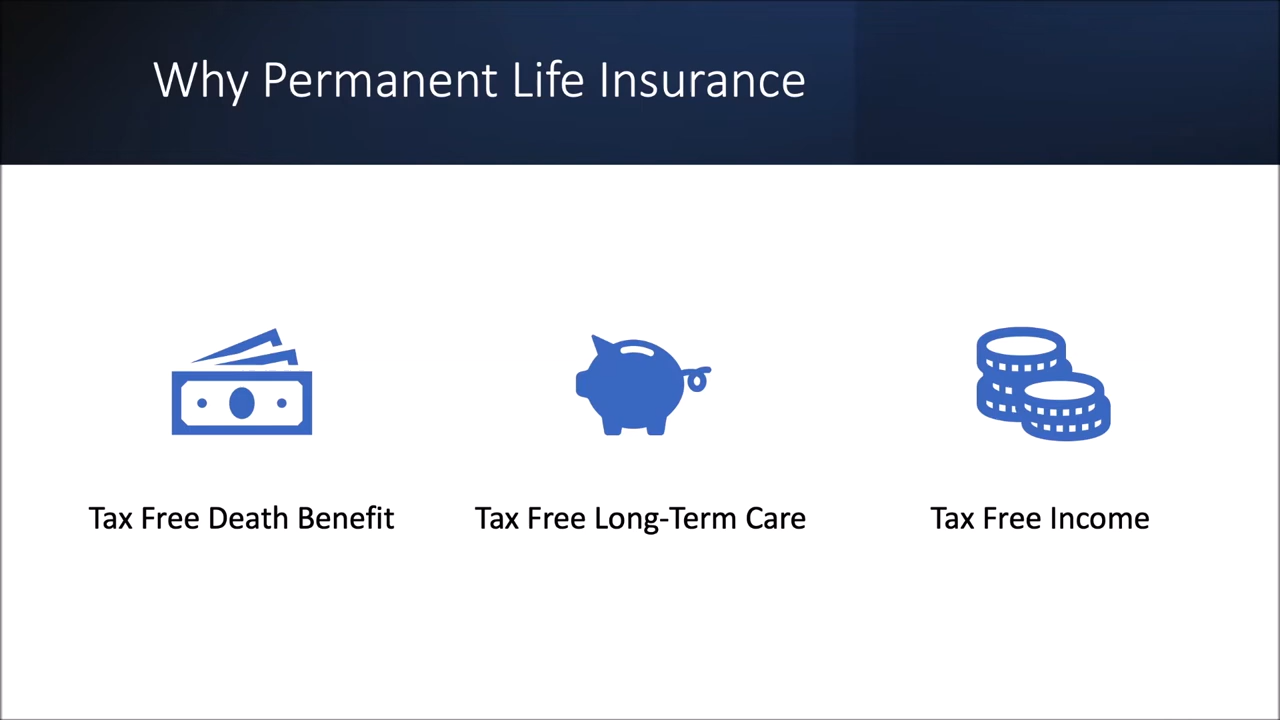 Why Permanent Life Insurance
Tax Free Death Benefit
Tax Free Long-Term Care
Tax Free Income